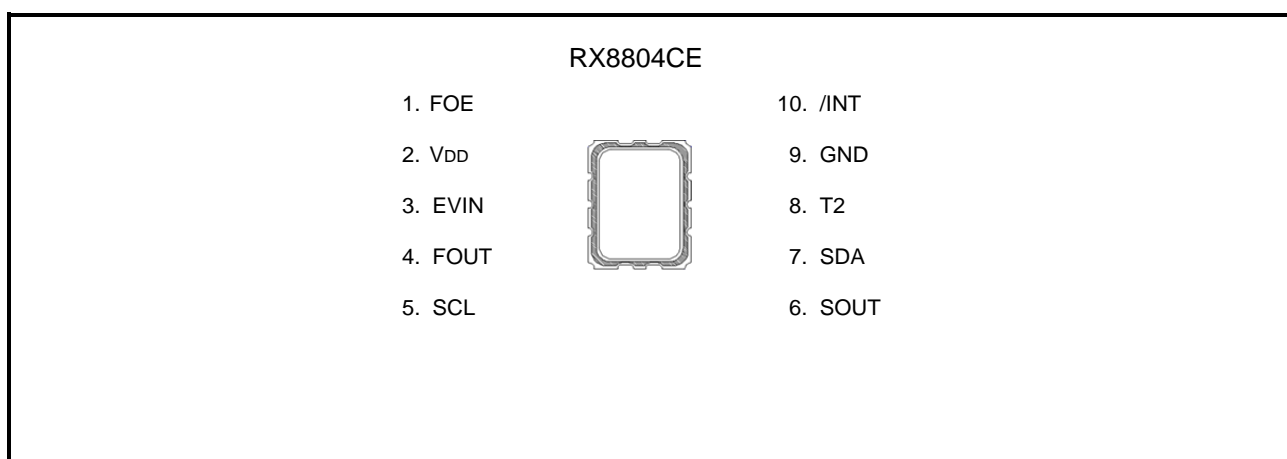 RX8804CE
1. FOE 10. /INT
2. VDD 9. GND
3. EVIN 8. T2
4. FOUT 7. SDA
5. SCL 6. SOUT